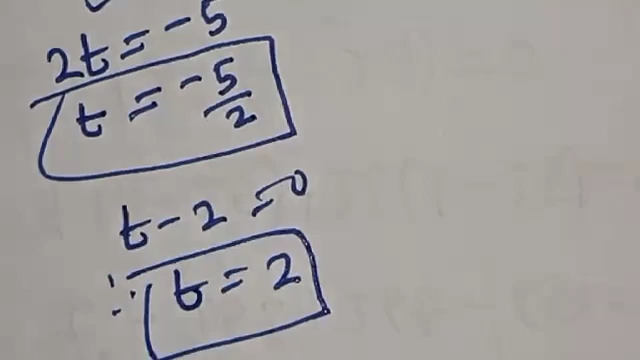 2t = -5
t = -5/2
t - 2 = 0
∴ t = 2